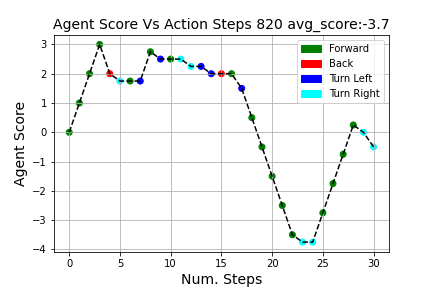 Agent Score Vs Action Steps 820 avg_score:-3.7
Forward
Back
Turn Left
Turn Right
Agent Score
3
2
1
0
−1
−2
−3
−4
0 5 10 15 20 25 30
Num. Steps